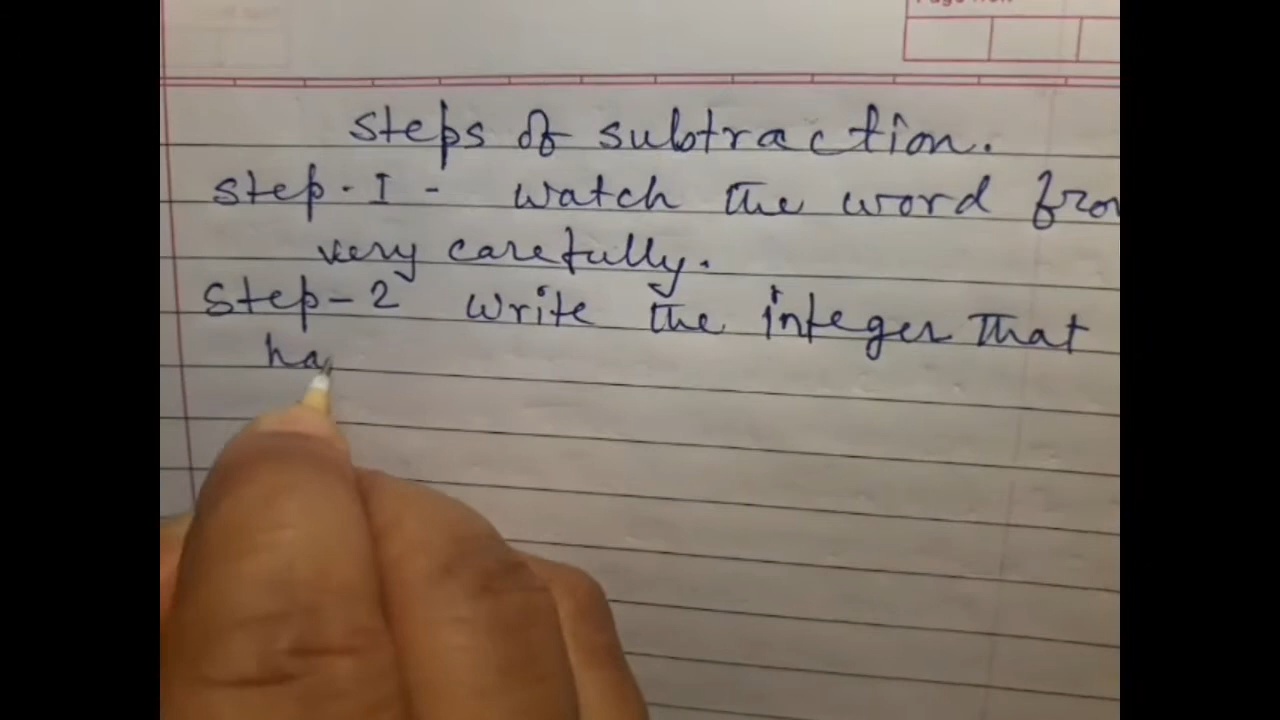 steps of subtraction.
step-I - watch the word fro
very carefully.
Step-2 write the integer that
ha